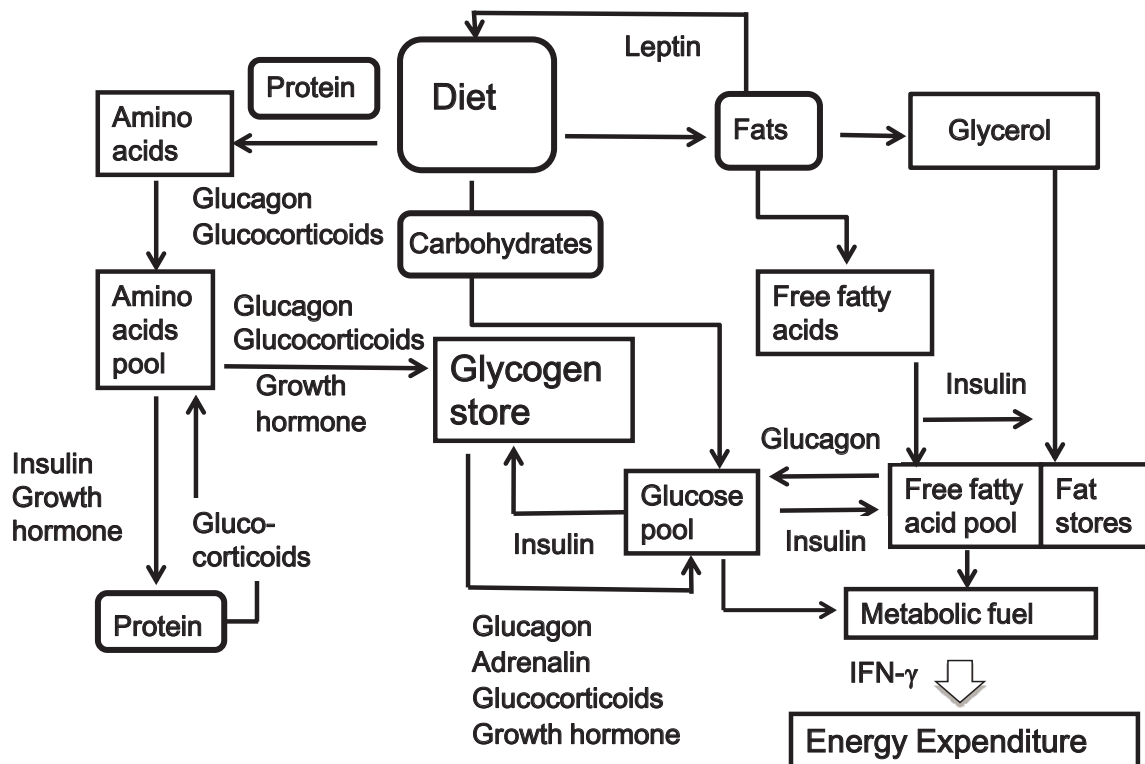 Leptin
Protein
Diet
Amino
acids
Fats
Glycerol
Glucagon
Glucocorticoids
Carbohydrates
Amino
acids
pool
Glucagon
Glucocorticoids
Growth
hormone
Glycogen
store
Free fatty
acids
Insulin
Glucagon
Insulin
Growth
hormone
Gluco-
corticoids
Glucose
pool
Insulin
Insulin
Free fatty
acid pool
Fat
stores
Protein
Metabolic fuel
Glucagon
Adrenalin
Glucocorticoids
Growth hormone
IFN-γ
Energy Expenditure